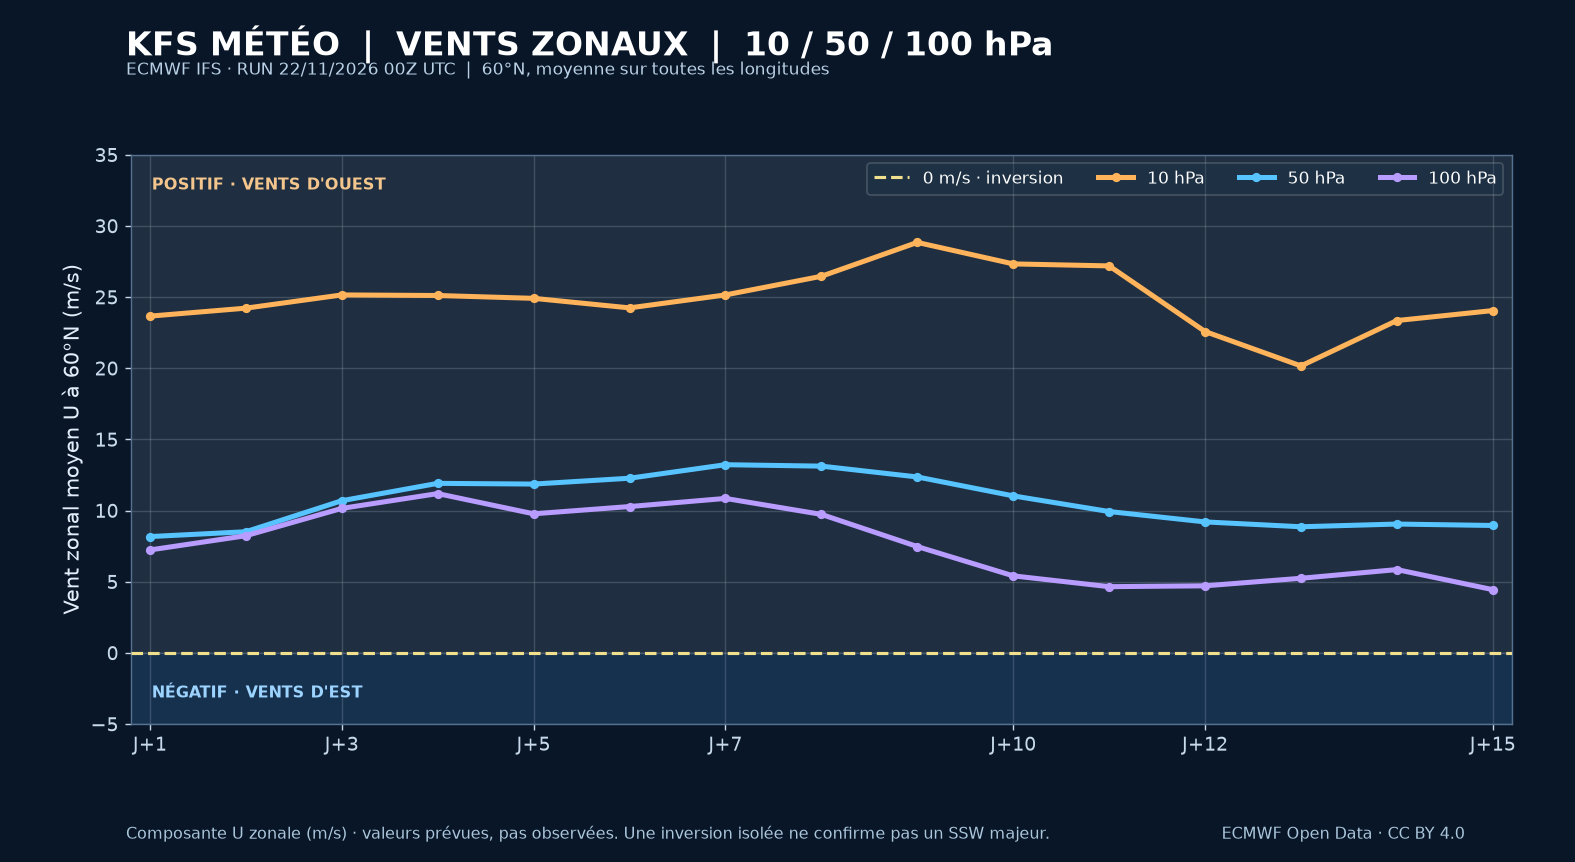 KFS MÉTÉO | VENTS ZONAUX | 10 / 50 / 100 hPa
ECMWF IFS · RUN 22/11/2026 00Z UTC | 60°N, moyenne sur toutes les longitudes
POSITIF · VENTS D'OUEST
0 m/s · inversion 10 hPa 50 hPa 100 hPa
Vent zonal moyen U à 60°N (m/s)
35
30
25
20
15
10
5
0
−5
NÉGATIF · VENTS D'EST
J+1 J+3 J+5 J+7 J+10 J+12 J+15
Composante U zonale (m/s) · valeurs prévues, pas observées. Une inversion isolée ne confirme pas un SSW majeur.
ECMWF Open Data · CC BY 4.0